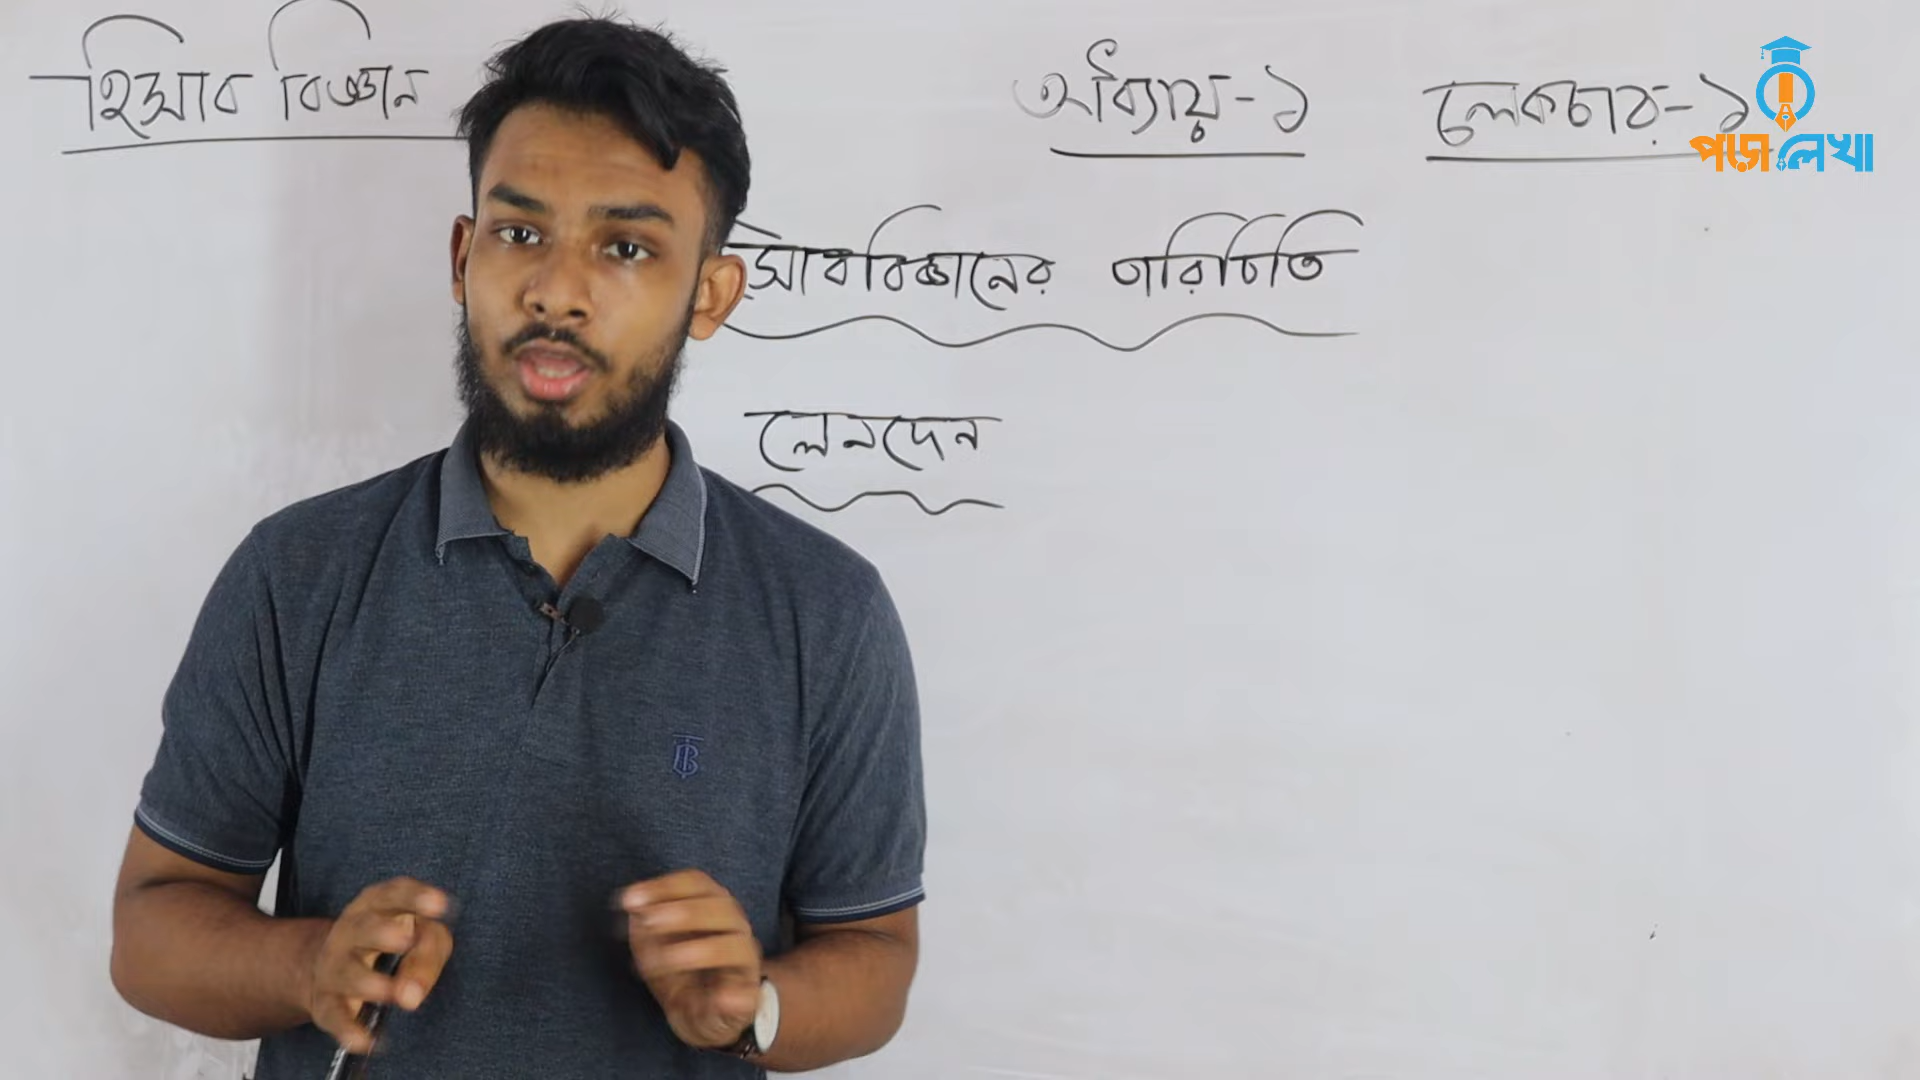 হিসাব বিজ্ঞান অধ্যায়-১ লেকচার-১
পড়ালেখা
হিসাববিজ্ঞানের পরিচিতি
লেনদেন